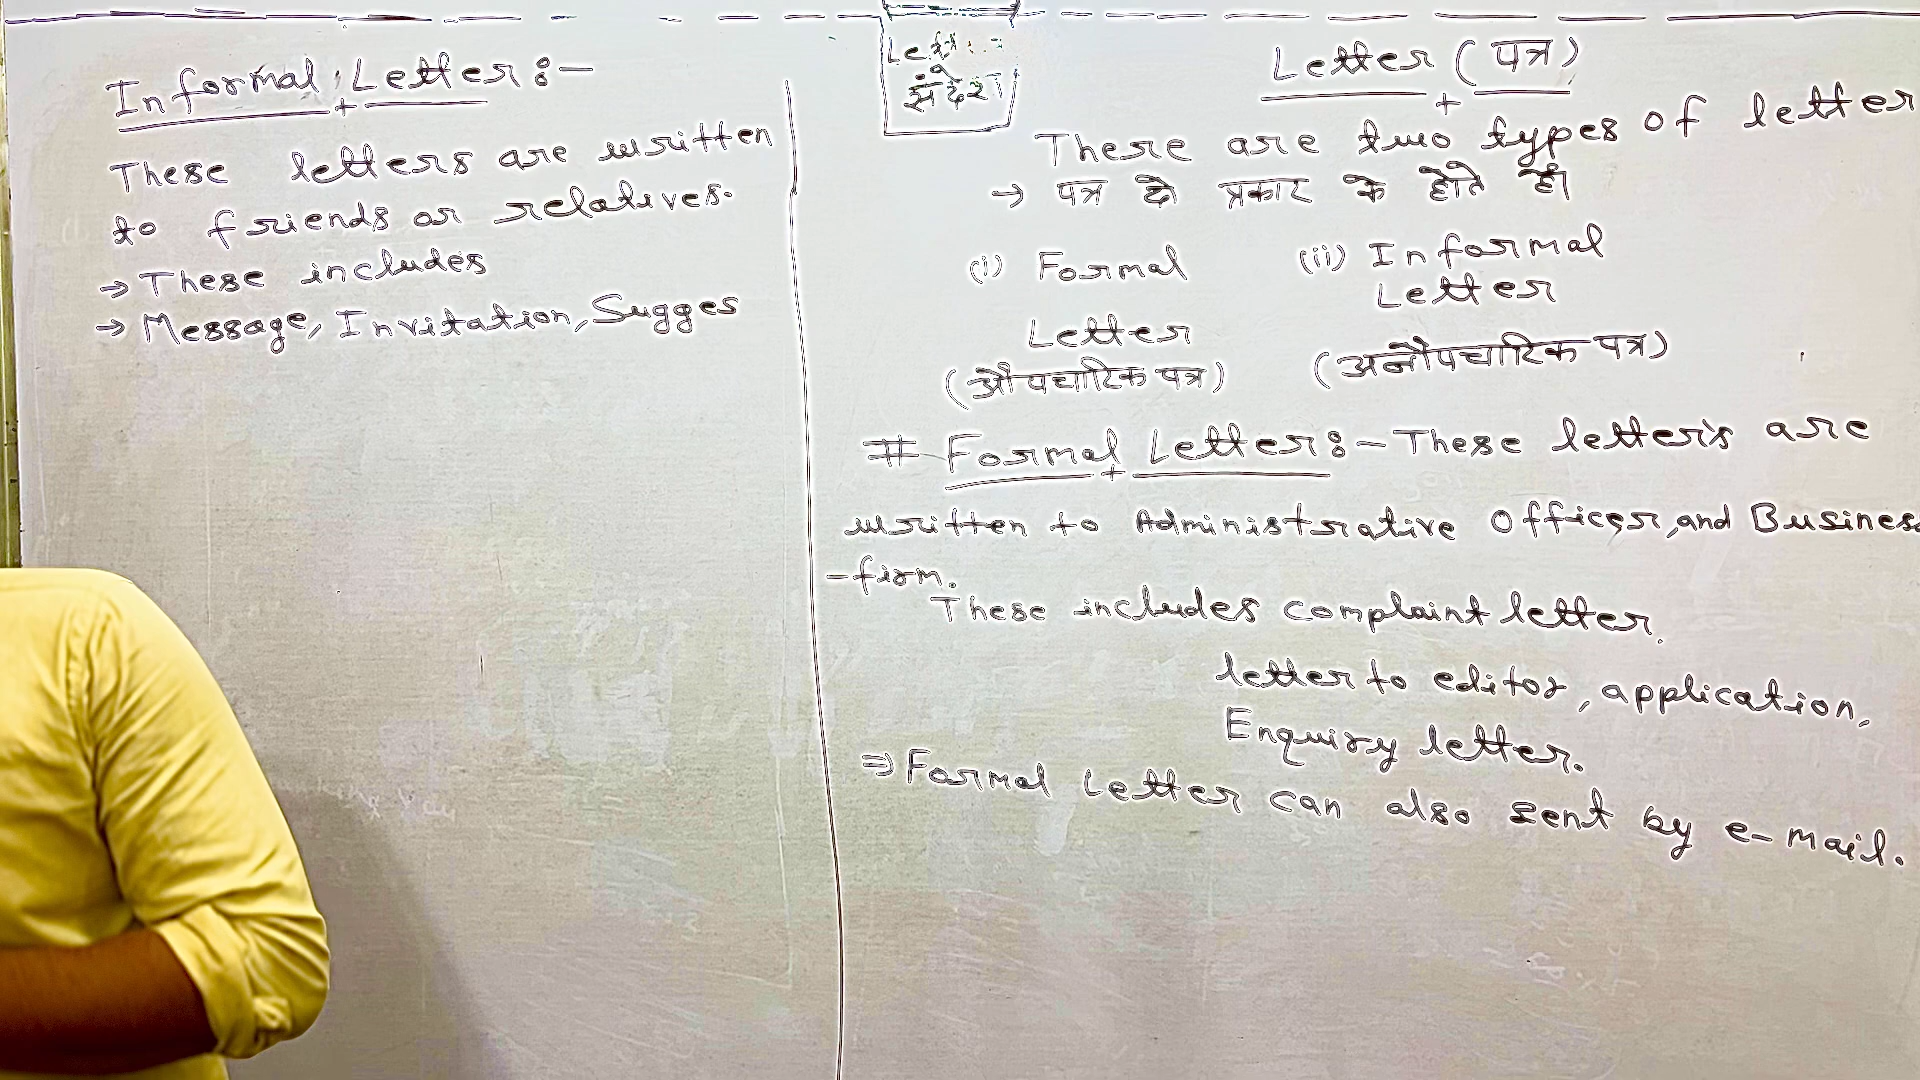 Informal Letter:-
These letters are written
to friends or relatives.
→ These includes
→ Message, Invitation, Sugges
संदेश
Letter (पत्र)
There are two types of letter
→ पत्र दो प्रकार के होते हैं।
(i) Formal
Letter
(औपचारिक पत्र)
(ii) Informal
Letter
(अनौपचारिक पत्र)
# Formal Letter:- These letter's are
written to Administrative Officer, and Business
-firm.
These includes complaint letter.
letter to editor, application,
Enquiry letter.
⇒ Formal Letter can also sent by e-mail.